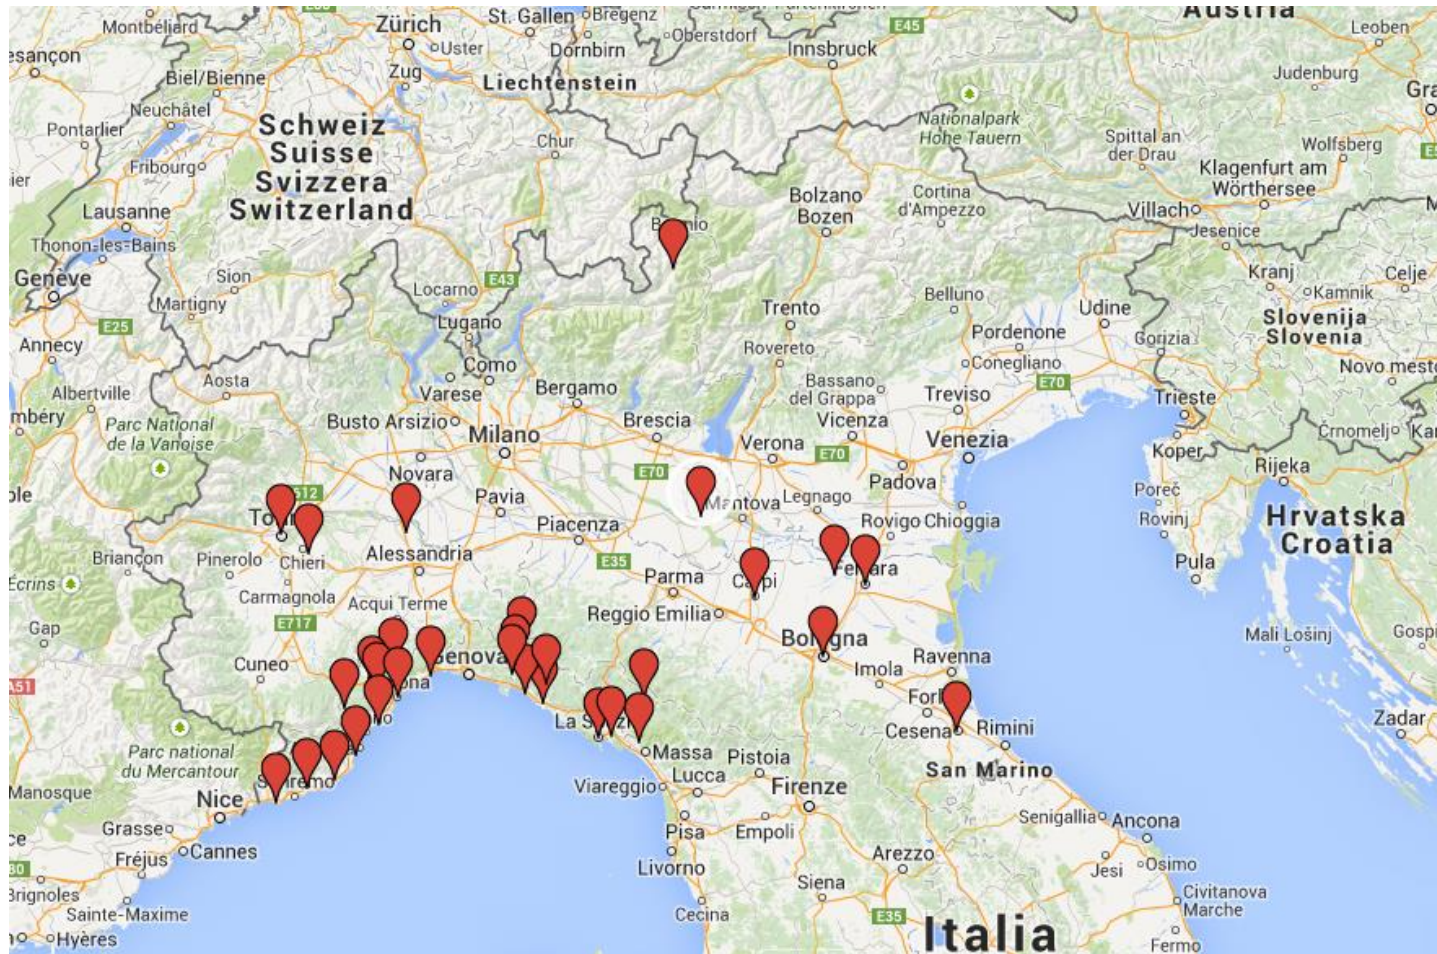 E60
St. Gallen
Bregenz
Garmisch-Partenkirchen
Austria
Montbéliard
Zürich
Uster
Dornbirn
Oberstdorf
E45
Innsbruck
Leoben
Biel/Bienne
Zug
Liechtenstein
Judenburg
Neuchâtel
Nationalpark
Hohe Tauern
Pontarlier
Schweiz
Suisse
Svizzera
Switzerland
Chur
Spittal an
der Drau
Wolfsberg
Fribourg
Klagenfurt am
Wörthersee
Lausanne
Bolzano
Bozen
Cortina
d'Ampezzo
Villach
Thonon-les-Bains
Jesenice
Genève
Sion
E43
Kranj
Celje
Martigny
Locarno
Belluno
Udine
Kamnik
E25
Lugano
Trento
Pordenone
Slovenija
Slovenia
Annecy
Rovereto
Gorizia
Como
Conegliano
Novo mesto
Albertville
Aosta
Varese
Bergamo
Bassano
del Grappa
Treviso
E70
Trieste
Parc National
de la Vanoise
Busto Arsizio
Milano
Brescia
Vicenza
Venezia
Koper
Črnomelj
Verona
E70
E70
Rijeka
Novara
Padova
Pavia
Mantova
Legnago
Poreč
Rovinj
Rovigo
Chioggia
Hrvatska
Croatia
Piacenza
Briançon
Pinerolo
Chieri
Alessandria
E35
Pula
Écrins
Parma
Carmagnola
Acqui Terme
Reggio Emilia
Gap
E717
Mali Lošinj
Cuneo
Genova
Bologna
Ravenna
Imola
A51
Cesena
Rimini
Zadar
Parc national
du Mercantour
Massa
Pistoia
San Marino
Manosque
Lucca
Nice
Viareggio
Firenze
Senigallia
Ancona
Grasse
Pisa
Empoli
Cannes
Fréjus
Livorno
Arezzo
Jesi
Osimo
Brignoles
Siena
Civitanova
Marche
Sainte-Maxime
Cecina
E35
Italia
Hyères
Fermo